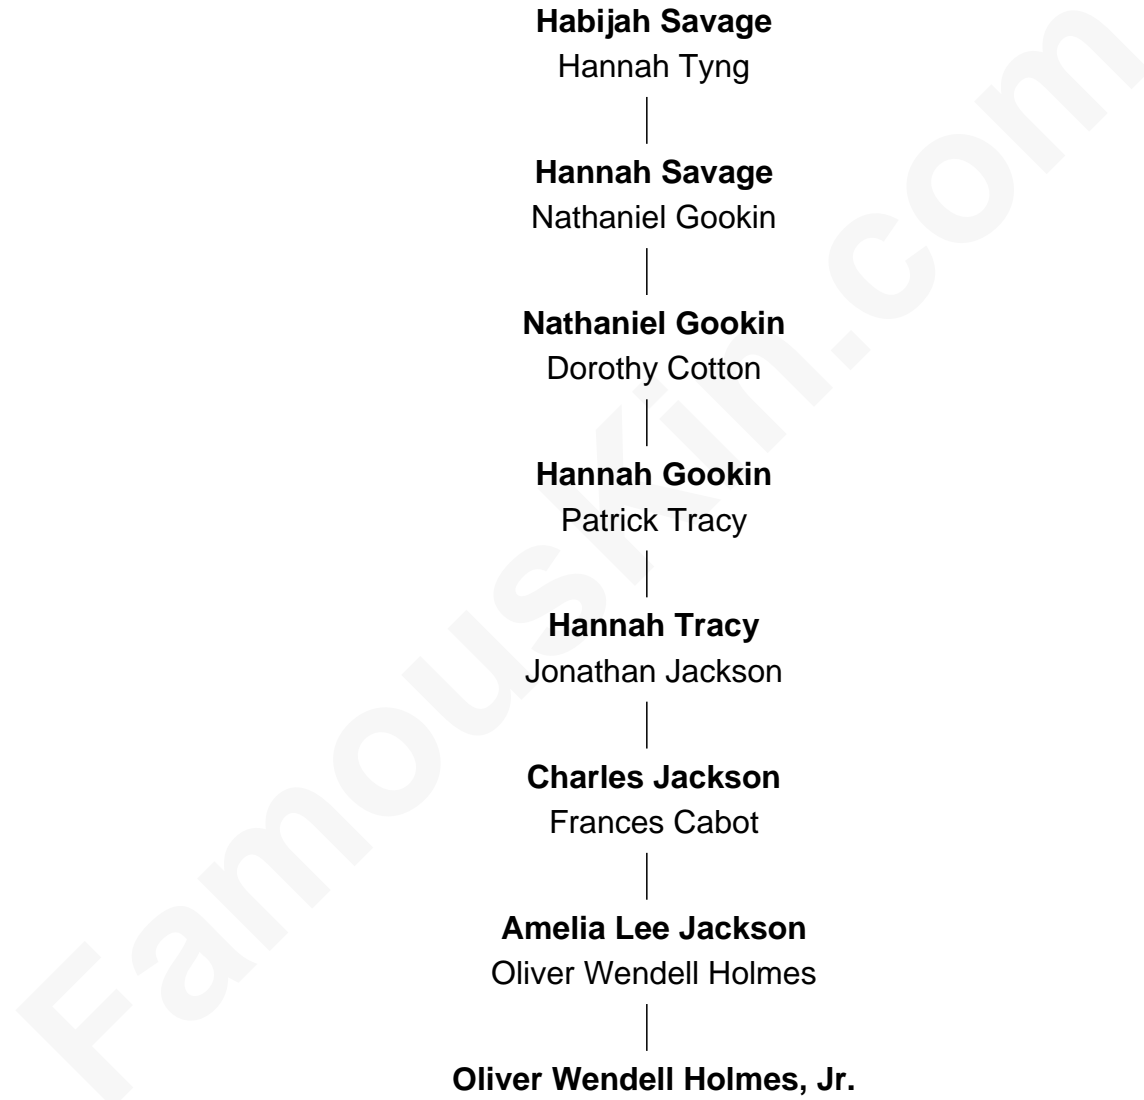 Habijah Savage
Hannah Tyng
Hannah Savage
Nathaniel Gookin
Nathaniel Gookin
Dorothy Cotton
Hannah Gookin
Patrick Tracy
Hannah Tracy
Jonathan Jackson
Charles Jackson
Frances Cabot
Amelia Lee Jackson
Oliver Wendell Holmes
Oliver Wendell Holmes, Jr.
FamousKin.com